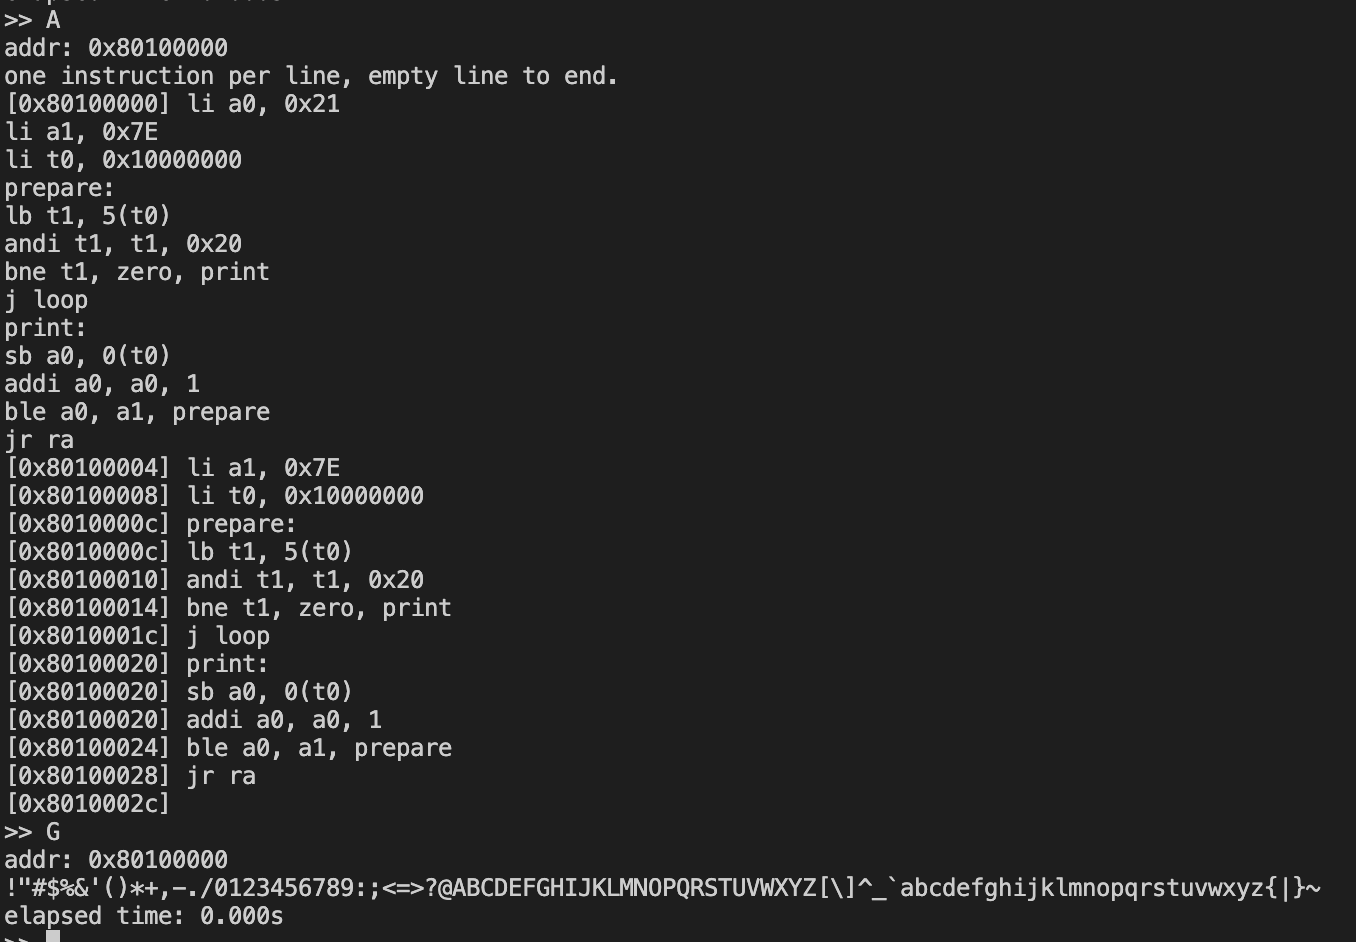 >> A
addr: 0x80100000
one instruction per line, empty line to end.
[0x80100000] li a0, 0x21
li a1, 0x7E
li t0, 0x10000000
prepare:
lb t1, 5(t0)
andi t1, t1, 0x20
bne t1, zero, print
j loop
print:
sb a0, 0(t0)
addi a0, a0, 1
ble a0, a1, prepare
jr ra
[0x80100004] li a1, 0x7E
[0x80100008] li t0, 0x10000000
[0x8010000c] prepare:
[0x8010000c] lb t1, 5(t0)
[0x80100010] andi t1, t1, 0x20
[0x80100014] bne t1, zero, print
[0x8010001c] j loop
[0x80100020] print:
[0x80100020] sb a0, 0(t0)
[0x80100020] addi a0, a0, 1
[0x80100024] ble a0, a1, prepare
[0x80100028] jr ra
[0x8010002c]
>> G
addr: 0x80100000
!"#$%&'()*+,-./0123456789:;<=>?@ABCDEFGHIJKLMNOPQRSTUVWXYZ[\]^_`abcdefghijklmnopqrstuvwxyz{|}~
elapsed time: 0.000s
>>